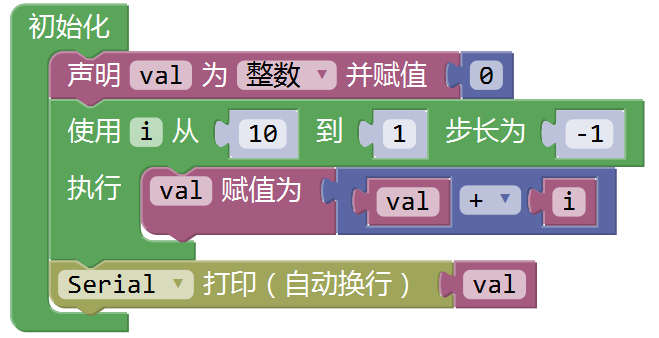 初始化
声明 val 为 整数 并赋值 0
使用 i 从 10 到 1 步长为 -1
执行 val 赋值为 val + i
Serial 打印（自动换行） val